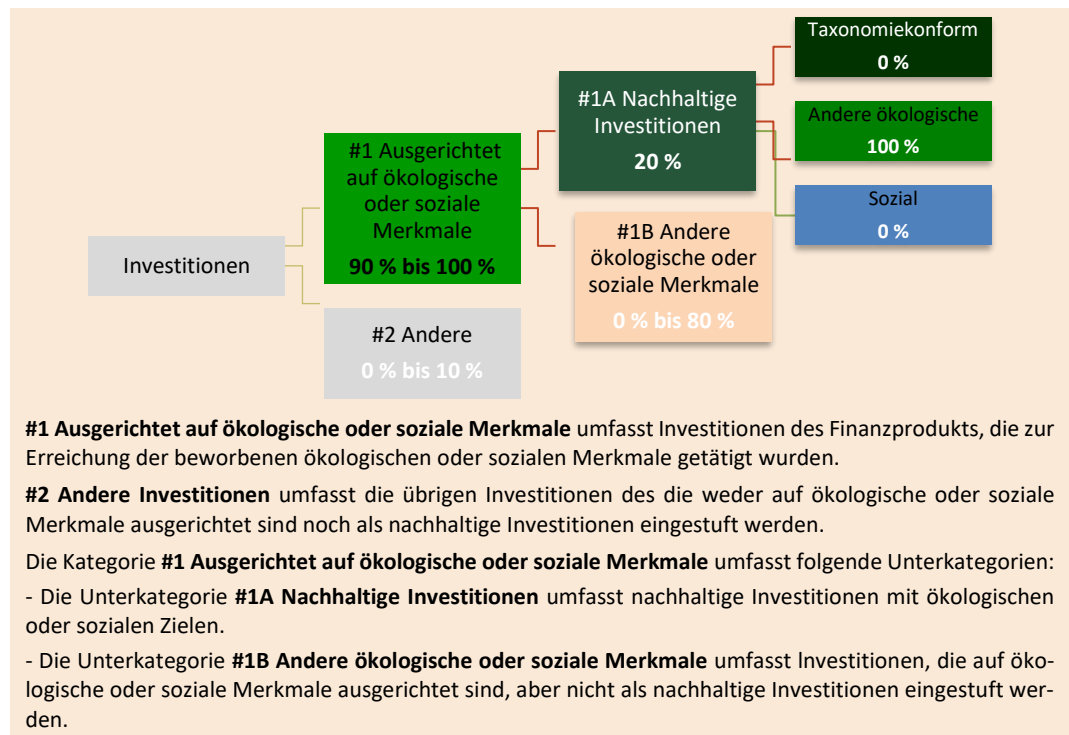 Investitionen
#1 Ausgerichtet
auf ökologische
oder soziale
Merkmale
90 % bis 100 %
#2 Andere
0 % bis 10 %
#1A Nachhaltige
Investitionen
20 %
#1B Andere
ökologische oder
soziale Merkmale
0 % bis 80 %
Taxonomiekonform
0 %
Andere ökologische
100 %
Sozial
0 %
#1 Ausgerichtet auf ökologische oder soziale Merkmale umfasst Investitionen des Finanzprodukts, die zur
Erreichung der beworbenen ökologischen oder sozialen Merkmale getätigt wurden.
#2 Andere Investitionen umfasst die übrigen Investitionen des die weder auf ökologische oder soziale
Merkmale ausgerichtet sind noch als nachhaltige Investitionen eingestuft werden.
Die Kategorie #1 Ausgerichtet auf ökologische oder soziale Merkmale umfasst folgende Unterkategorien:
- Die Unterkategorie #1A Nachhaltige Investitionen umfasst nachhaltige Investitionen mit ökologischen
oder sozialen Zielen.
- Die Unterkategorie #1B Andere ökologische oder soziale Merkmale umfasst Investitionen, die auf öko-
logische oder soziale Merkmale ausgerichtet sind, aber nicht als nachhaltige Investitionen eingestuft wer-
den.